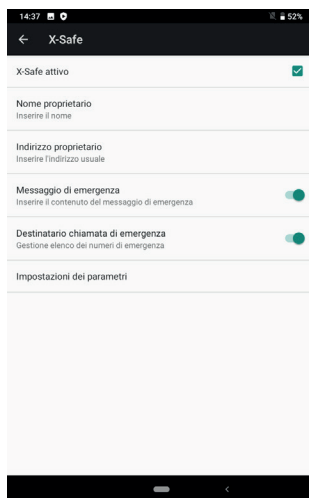 14:37 52%
X-Safe
X-Safe attivo
Nome proprietario
Inserire il nome
Indirizzo proprietario
Inserire l'indirizzo usuale
Messaggio di emergenza
Inserire il contenuto del messaggio di emergenza
Destinatario chiamata di emergenza
Gestione elenco dei numeri di emergenza
Impostazioni dei parametri